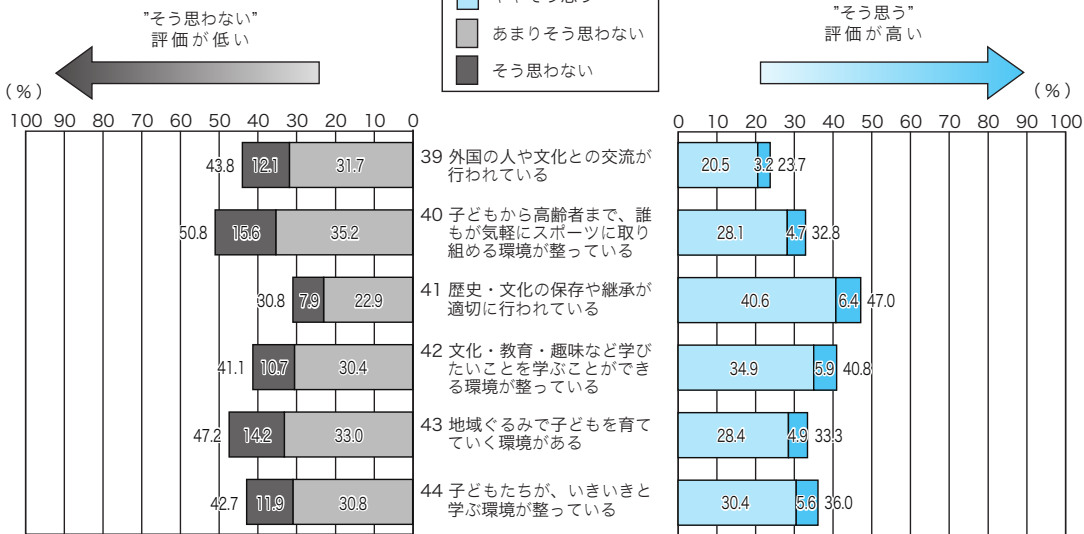 ”そう思わない”
評価が低い
あまりそう思わない
そう思わない
”そう思う”
評価が高い
(%)
(%)
100 90 80 70 60 50 40 30 20 10 0
0 10 20 30 40 50 60 70 80 90 100
43.8 12.1 31.7
39 外国の人や文化との交流が
行われている
20.5 3.2 23.7
50.8 15.6 35.2
40 子どもから高齢者まで、誰
もが気軽にスポーツに取り
組める環境が整っている
28.1 4.7 32.8
30.8 7.9 22.9
41 歴史・文化の保存や継承が
適切に行われている
40.6 6.4 47.0
41.1 10.7 30.4
42 文化・教育・趣味など学び
たいことを学ぶことができ
る環境が整っている
34.9 5.9 40.8
47.2 14.2 33.0
43 地域ぐるみで子どもを育て
ていく環境がある
28.4 4.9 33.3
42.7 11.9 30.8
44 子どもたちが、いきいきと
学ぶ環境が整っている
30.4 5.6 36.0